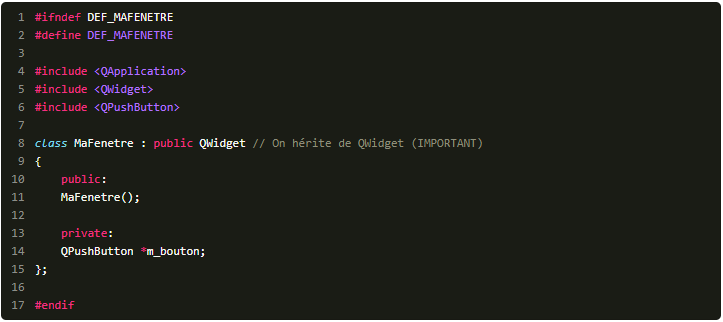 1 #ifndef DEF_MAFENETRE
2 #define DEF_MAFENETRE
3
4 #include <QApplication>
5 #include <QWidget>
6 #include <QPushButton>
7
8 class MaFenetre : public QWidget // On hérite de QWidget (IMPORTANT)
9 {
10     public:
11     MaFenetre();
12
13     private:
14     QPushButton *m_bouton;
15 };
16
17 #endif